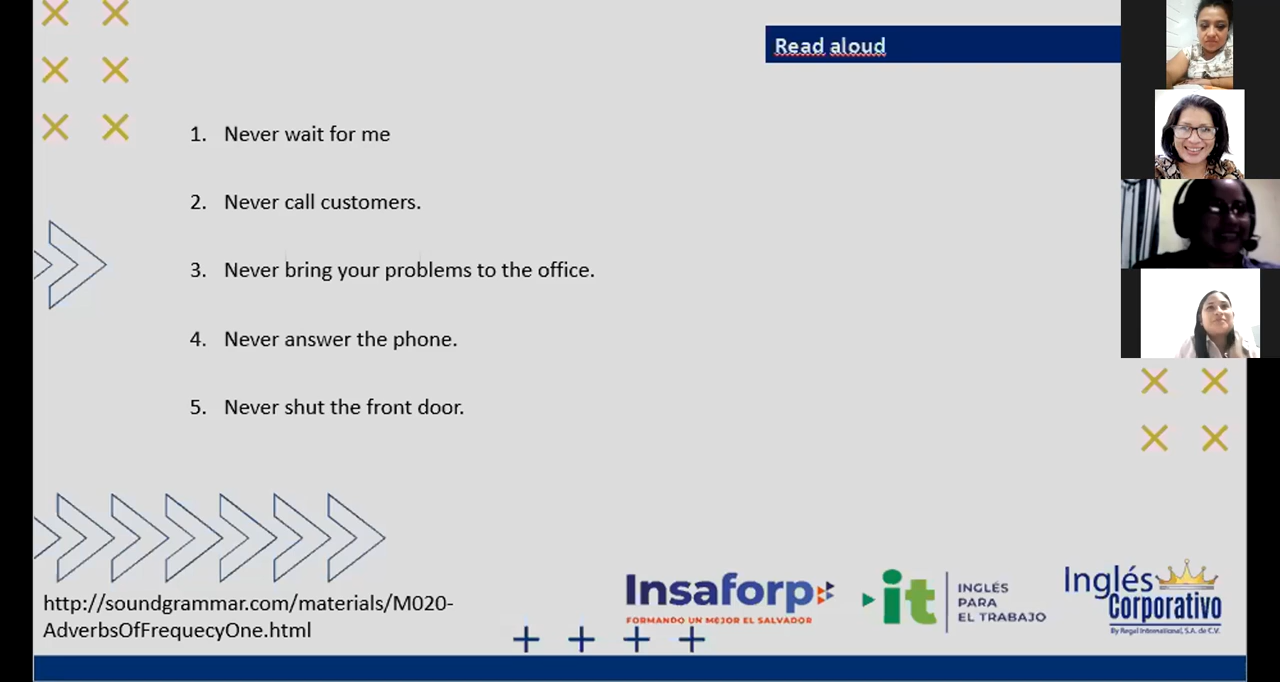 Read aloud
1. Never wait for me
2. Never call customers.
3. Never bring your problems to the office.
4. Never answer the phone.
5. Never shut the front door.
http://soundgrammar.com/materials/M020-
AdverbsOfFrequecyOne.html
Insaforp
FORMANDO UN MEJOR EL SALVADOR
it
INGLÉS
PARA
EL TRABAJO
Inglés
Corporativo
By Regal International, S.A. de C.V.